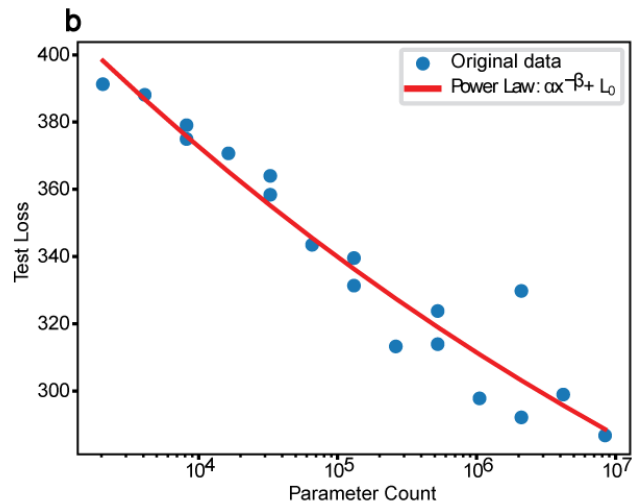 b
Original data
Power Law: αx⁻ᵝ + L₀
400
380
360
340
320
300
Test Loss
10⁴
10⁵
10⁶
10⁷
Parameter Count